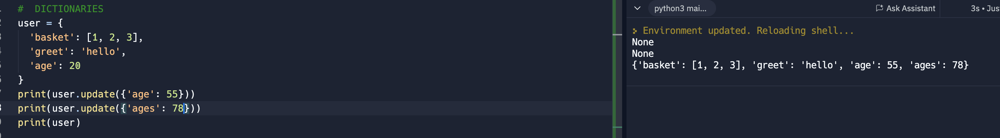 #  DICTIONARIES
user = {
  'basket': [1, 2, 3],
  'greet': 'hello',
  'age': 20
}
print(user.update({'age': 55}))
print(user.update({'ages': 78}))
print(user)
python3 mai...
Ask Assistant
3s • Jus
Environment updated. Reloading shell...
None
None
{'basket': [1, 2, 3], 'greet': 'hello', 'age': 55, 'ages': 78}